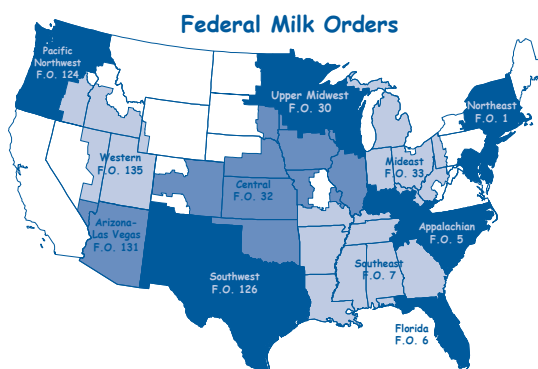 Federal Milk Orders
Pacific
Northwest
F.O. 124
Upper Midwest
F.O. 30
Northeast
F.O. 1
Western
F.O. 135
Mideast
F.O. 33
Central
F.O. 32
Arizona-
Las Vegas
F.O. 131
Appalachian
F.O. 5
Southwest
F.O. 126
Southeast
F.O. 7
Florida
F.O. 6